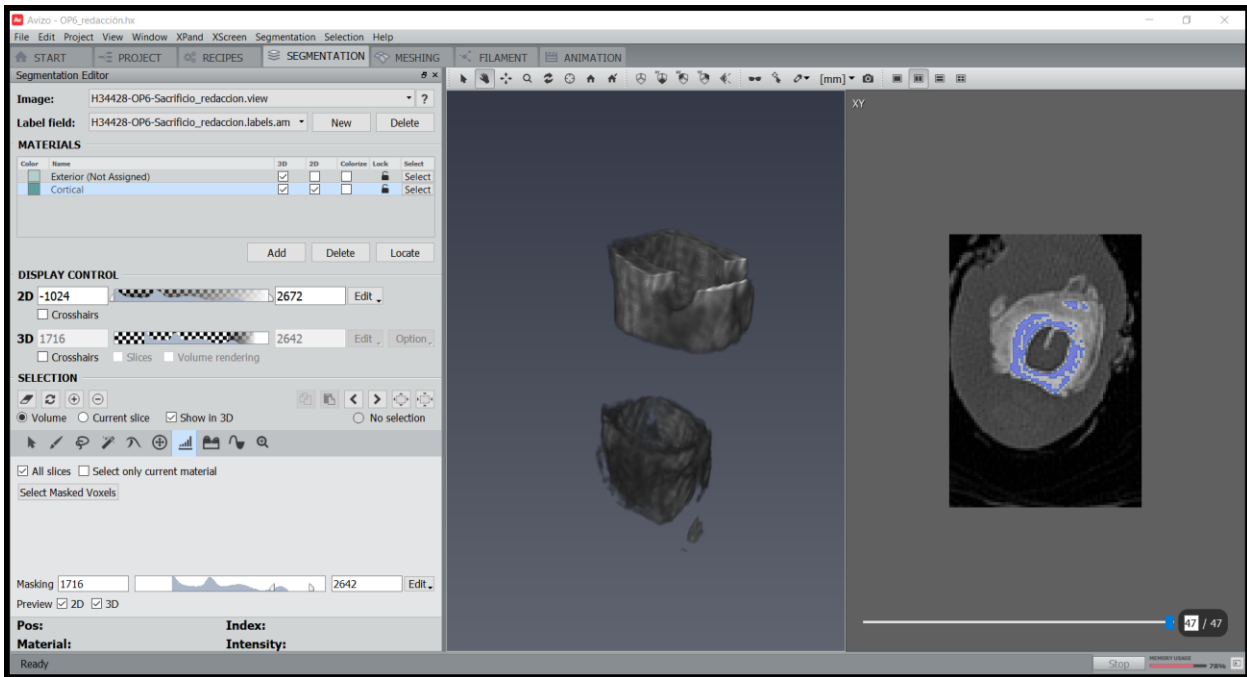 Avizo - OP6_redacción.hx
File Edit Project View Window XPand XScreen Segmentation Selection Help
START PROJECT RECIPES SEGMENTATION MESHING FILAMENT ANIMATION
Segmentation Editor
[mm]
Image: H34428-OP6-Sacrificio_redaccion.view ?
Label field: H34428-OP6-Sacrificio_redaccion.labels.am New Delete
MATERIALS
Color Name 3D 2D Colorize Lock Select
Exterior (Not Assigned) Select
Cortical Select
Add Delete Locate
DISPLAY CONTROL
2D -1024 2672 Edit
Crosshairs
3D 1716 2642 Edit Option
Crosshairs Slices Volume rendering
SELECTION
Volume Current slice Show in 3D No selection
All slices Select only current material
Select Masked Voxels
Masking 1716 2642 Edit
Preview 2D 3D
Pos: Index:
Material: Intensity:
Ready
XY
47 / 47
Stop MEMORY USAGE 78%